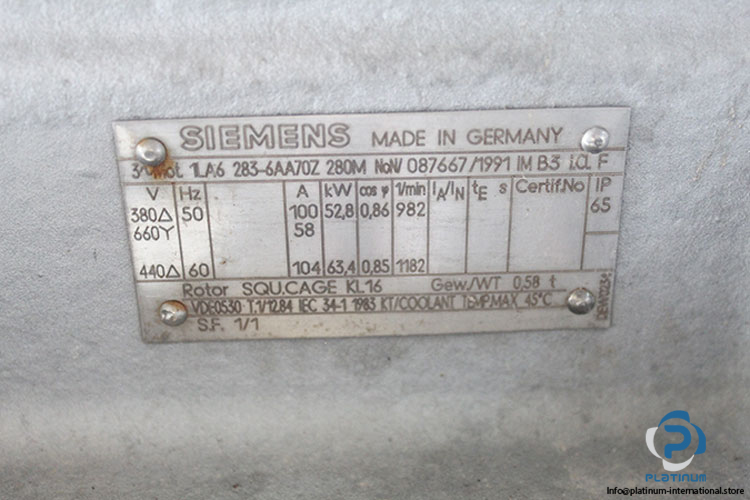 SIEMENS MADE IN GERMANY
3~Mot. 1LA6 283-6AA70Z 280M No N/ 087667/1991 IM B3 I.Cl. F
V Hz A kW cos φ 1/min IA/IN tE s Certif.No IP
380Δ 50 100 52,8 0,86 982 65
660Y 58
440Δ 60 104 63,4 0,85 1182
Rotor SQU.CAGE KL16 Gew./WT 0,58 t
VDE0530 T.1/12.84 IEC 34-1 1983 KT/COOLANT TEMP.MAX. 45°C
S.F. 1/1
PLATINUM
Info@platinum-international.store